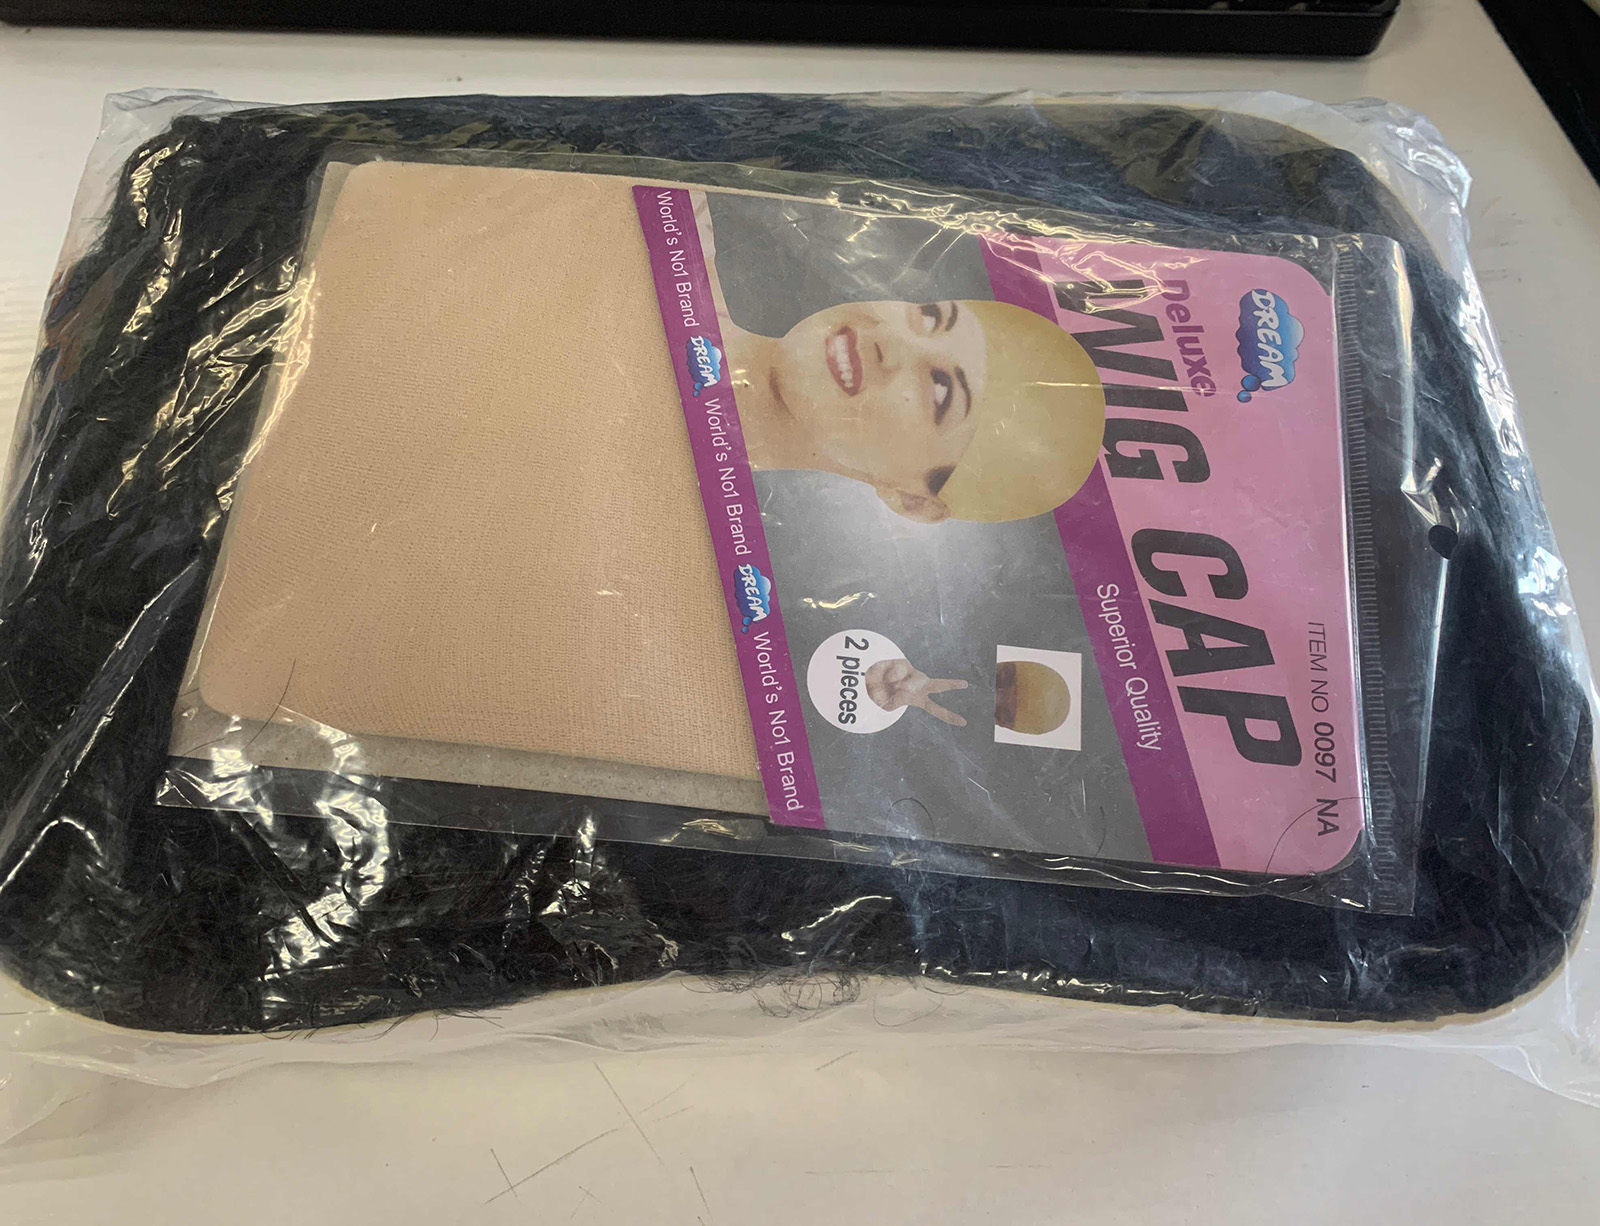 DREAM
ITEM NO 0097 NA
Deluxe
WIG CAP
Superior Quality
2 pieces
World's No1 Brand DREAM World's No1 Brand DREAM World's No1 Brand